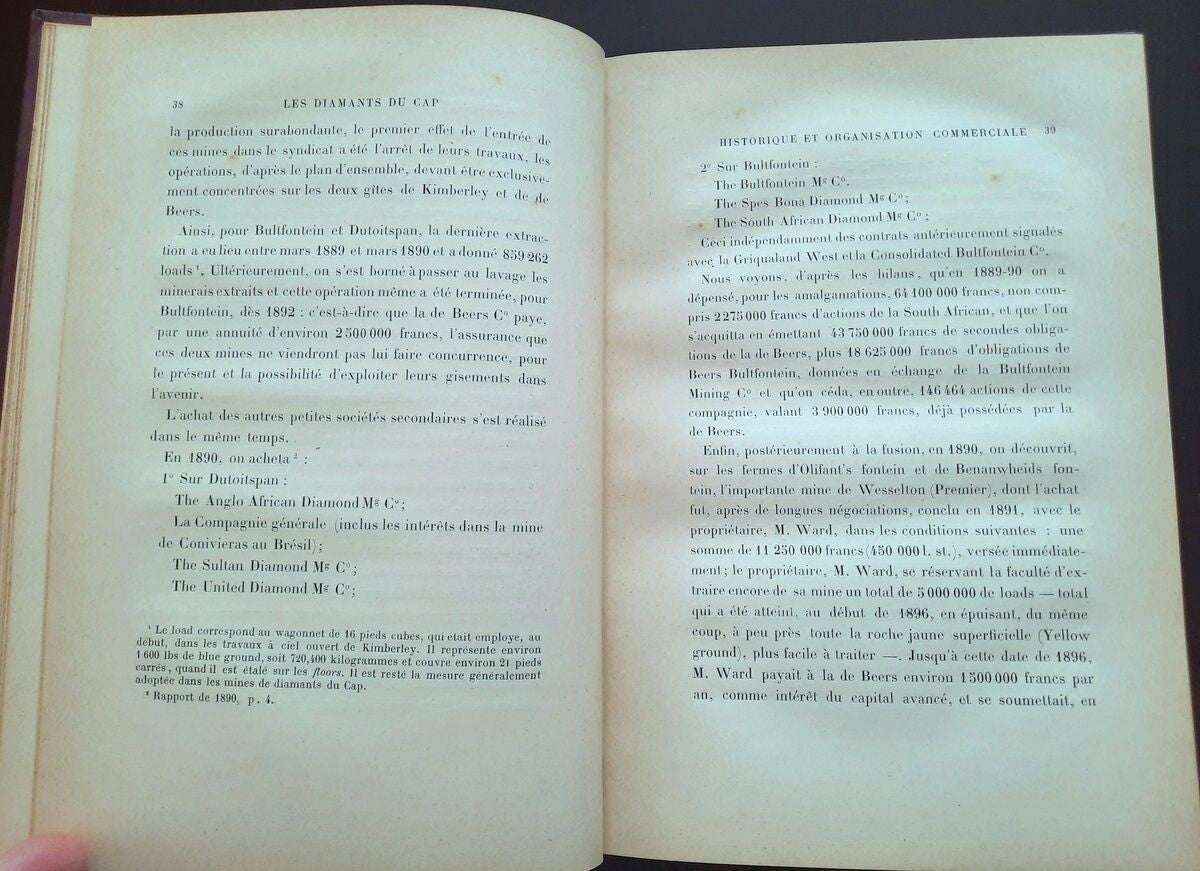 38 LES DIAMANTS DU CAP
la production surabondante, le premier effet de l'entrée de
ces mines dans le syndicat a été l'arrêt de leurs travaux, les
opérations, d'après le plan d'ensemble, devant être exclusive-
ment concentrées sur les deux gîtes de Kimberley et de de
Beers.
Ainsi, pour Bultfontein et Dutoitspan, la dernière extrac-
tion a eu lieu entre mars 1889 et mars 1890 et a donné 859 262
loads ¹. Ultérieurement, on s'est borné à passer au lavage les
minerais extraits et cette opération même a été terminée, pour
Bultfontein, dès 1892 : c'est-à-dire que la de Beers Cº paye,
par une annuité d'environ 2 500 000 francs, l'assurance que
ces deux mines ne viendront pas lui faire concurrence, pour
le présent et la possibilité d'exploiter leurs gisements dans
l'avenir.
L'achat des autres petites sociétés secondaires s'est réalisé
dans le même temps.
En 1890, on acheta ² :
1º Sur Dutoitspan :
The Anglo African Diamond Mg Cº;
La Compagnie générale (inclus les intérêts dans la mine
de Conivieras au Brésil);
The Sultan Diamond Mg Cº;
The United Diamond Mg Cº;
¹ Le load correspond au wagonnet de 16 pieds cubes, qui etait employe, au
début, dans les travaux à ciel ouvert de Kimberley. Il représente environ
1 600 lbs de blue ground, soit 720,400 kilogrammes et couvre environ 21 pieds
carrés, quand il est étalé sur les floors. Il est resté la mesure généralement
adoptée dans les mines de diamants du Cap.
² Rapport de 1890, p. 4.
HISTORIQUE ET ORGANISATION COMMERCIALE 39
2º Sur Bultfontein :
The Bultfontein Mg Cº.
The Spes Bona Diamond Mg Cº;
The South African Diamond Mg Cº;
Ceci indépendamment des contrats antérieurement signalés
avec la Griqualand West et la Consolidated Bultfontein Cº.
Nous voyons, d'après les bilans, qu'en 1889-90 on a
dépensé, pour les amalgamations, 64 100 000 francs, non com-
pris 2 275 000 francs d'actions de la South African, et que l'on
s'acquitta en émettant 43 750 000 francs de secondes obliga-
tions de la de Beers, plus 18 625 000 francs d'obligations de
Beers Bultfontein, données en échange de la Bultfontein
Mining Cº et qu'on céda, en outre, 146 464 actions de cette
compagnie, valant 3 900 000 francs, déjà possédées par la
de Beers.
Enfin, postérieurement à la fusion, en 1890, on découvrit,
sur les fermes d'Olifant's fontein et de Benanwheids fon-
tein, l'importante mine de Wesselton (Premier), dont l'achat
fut, après de longues négociations, conclu en 1891, avec le
propriétaire, M. Ward, dans les conditions suivantes : une
somme de 11 250 000 francs (450 000 l. st.), versée immédiate-
ment; le propriétaire, M. Ward, se réservant la faculté d'ex-
traire encore de sa mine un total de 5 000 000 de loads — total
qui a été atteint, au début de 1896, en épuisant, du même
coup, à peu près toute la roche jaune superficielle (Yellow
ground), plus facile à traiter —. Jusqu'à cette date de 1896,
M. Ward payait à la de Beers environ 1 500 000 francs par
an, comme intérêt du capital avancé, et se soumettait, en